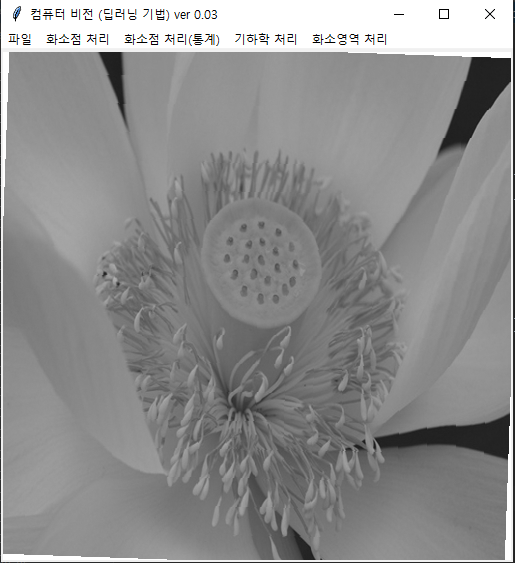 컴퓨터 비전 (딥러닝 기법) ver 0.03
파일 화소점 처리 화소점 처리(통계) 기하학 처리 화소영역 처리